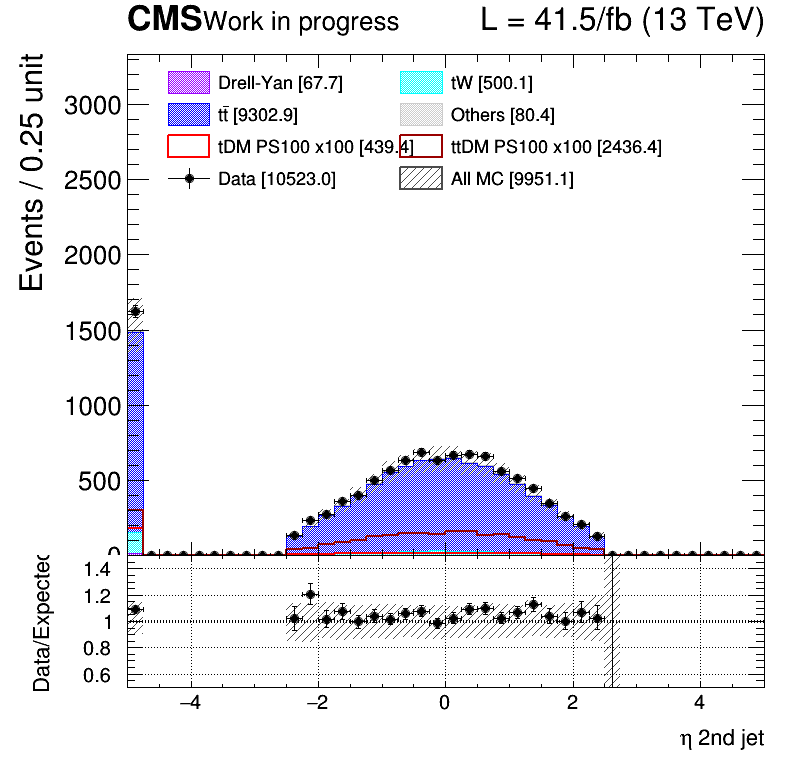 CMS Work in progress L = 41.5/fb (13 TeV)
Events / 0.25 unit
Drell-Yan [67.7] tW [500.1]
tt̄ [9302.9] Others [80.4]
tDM PS100 x100 [439.4] ttDM PS100 x100 [2436.4]
Data [10523.0] All MC [9951.1]
3000
2500
2000
1500
1000
500
0
Data/Expected
1.4
1.2
1
0.8
0.6
−4 −2 0 2 4
η 2nd jet